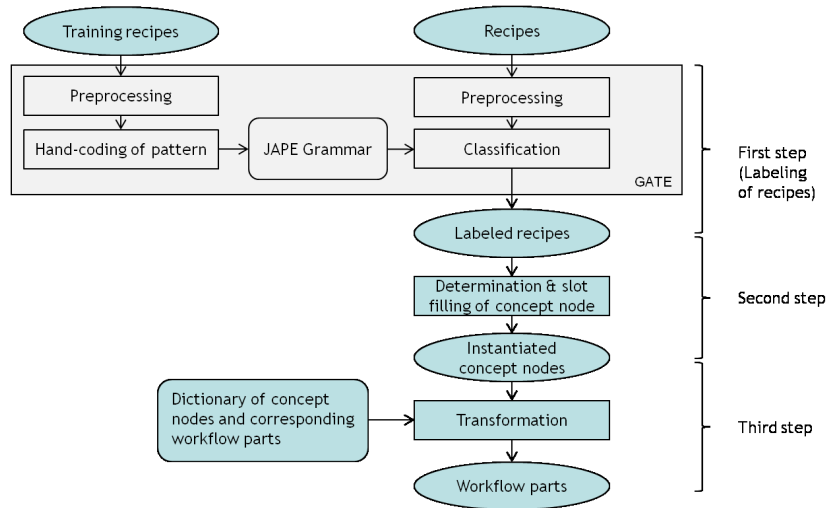 Training recipes
Recipes
Preprocessing
Preprocessing
Hand-coding of pattern
JAPE Grammar
Classification
GATE
First step
(Labeling
of recipes)
Labeled recipes
Determination & slot
filling of concept node
Second step
Instantiated
concept nodes
Dictionary of concept
nodes and corresponding
workflow parts
Transformation
Third step
Workflow parts